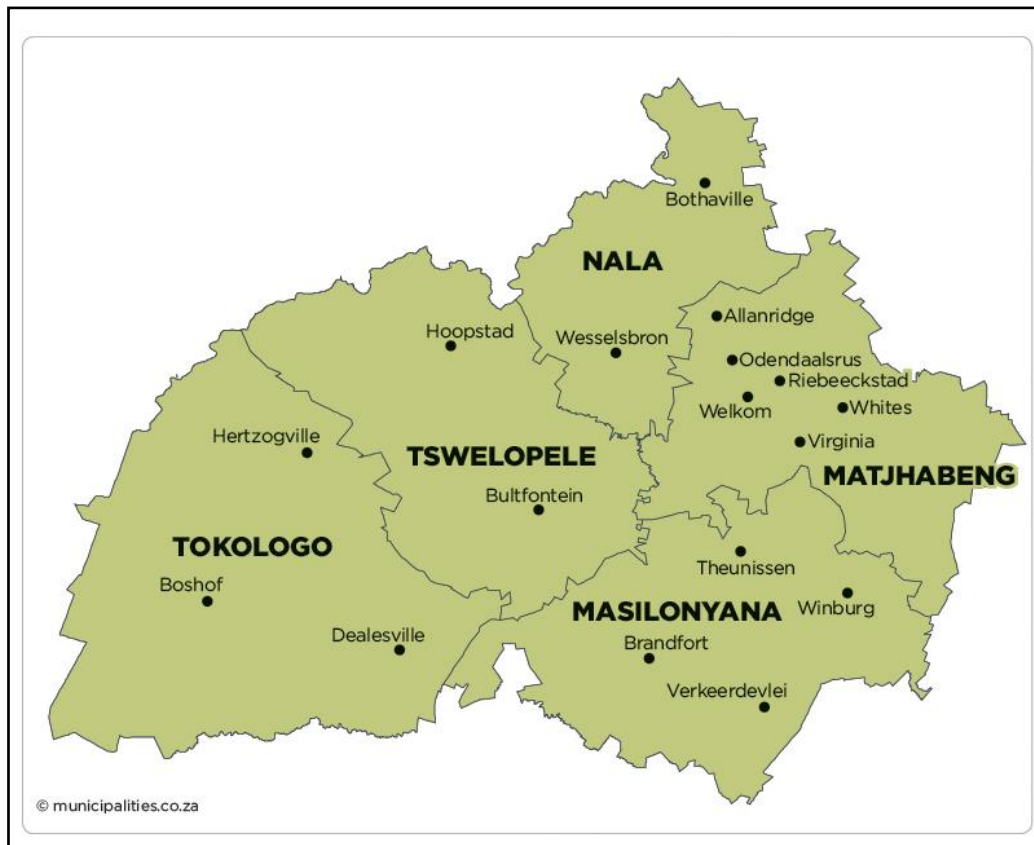 Bothaville
NALA
Allanridge
Hoopstad
Wesselsbron
Odendaalsrus
Riebeeckstad
Welkom
Whites
Hertzogville
Virginia
TSWELOPELE
MATJHABENG
Bultfontein
TOKOLOGO
Theunissen
Boshof
Winburg
MASILONYANA
Dealesville
Brandfort
Verkeerdevlei
© municipalities.co.za